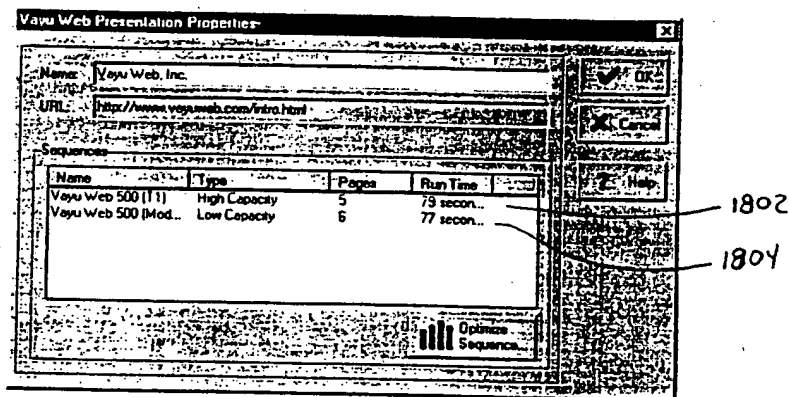 Vayu Web Presentation Properties
Name: Vayu Web, Inc.
OK
URL: http://www.vayuweb.com/intro.html
Cancel
Sequences
Help
Name Type Pages Run Time
Vayu Web 500 (T1) High Capacity 5 79 secon...
1802
Vayu Web 500 (Mod... Low Capacity 6 77 secon...
1804
Optimize
Sequence...